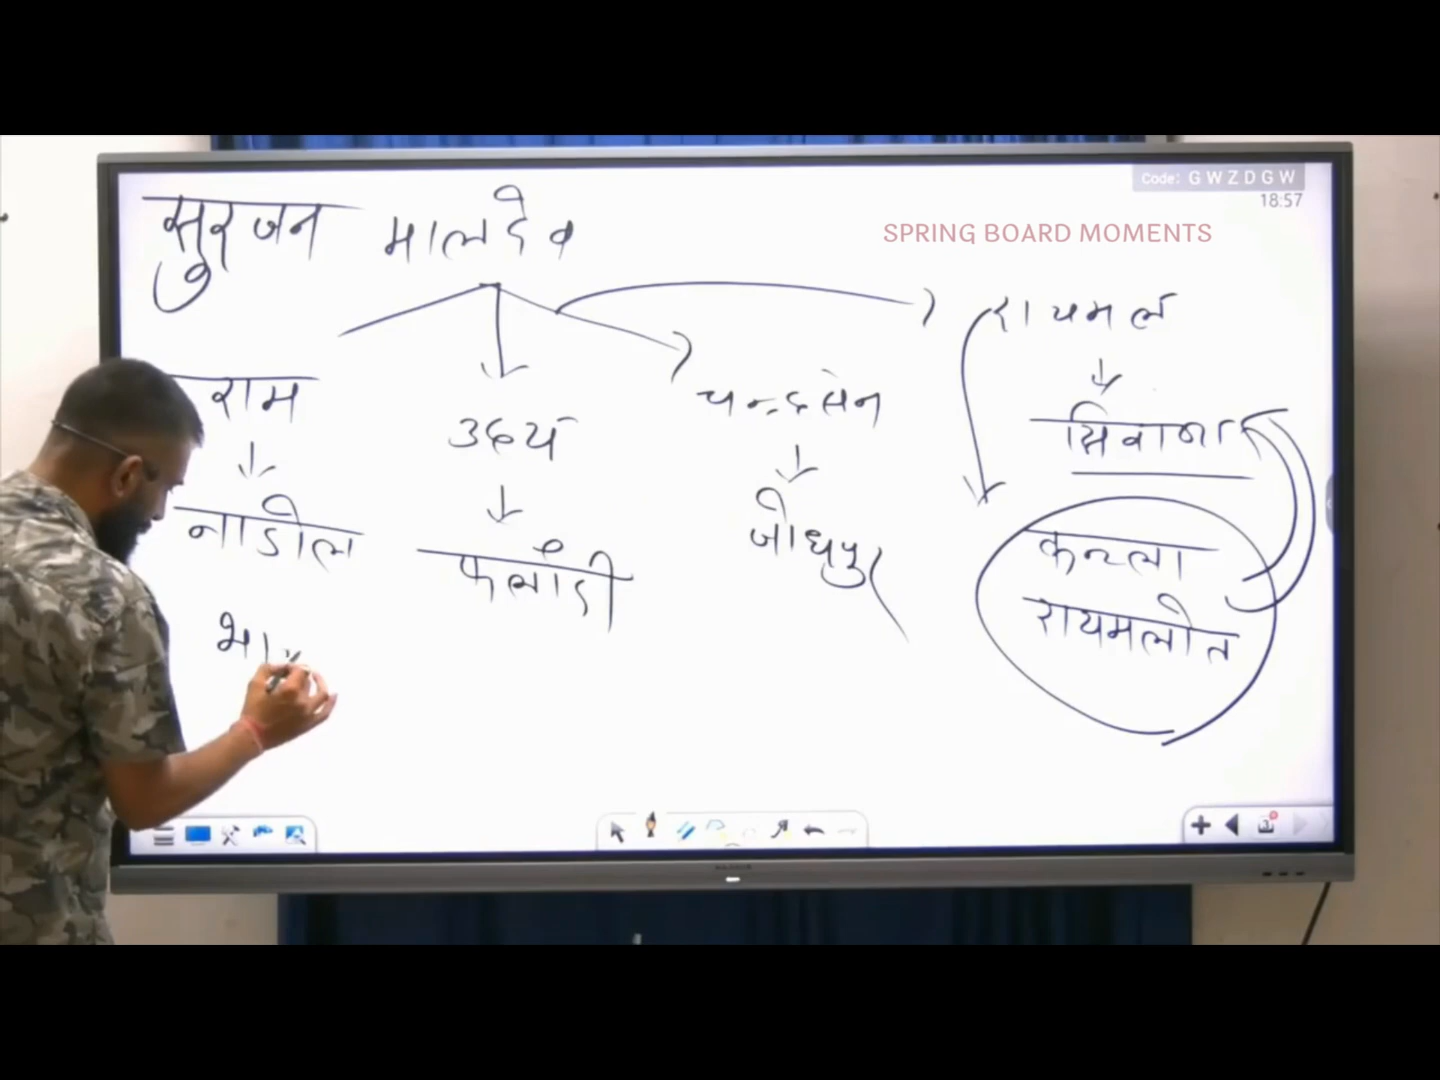 Code: G W Z D G W
18:57
SPRING BOARD MOMENTS
सुरजन मालदेव
राम
उदय
चन्द्रसेन
रायमल
नाडोल
फलौदी
जोधपुर
सिवाना
कल्ला
रायमलोत